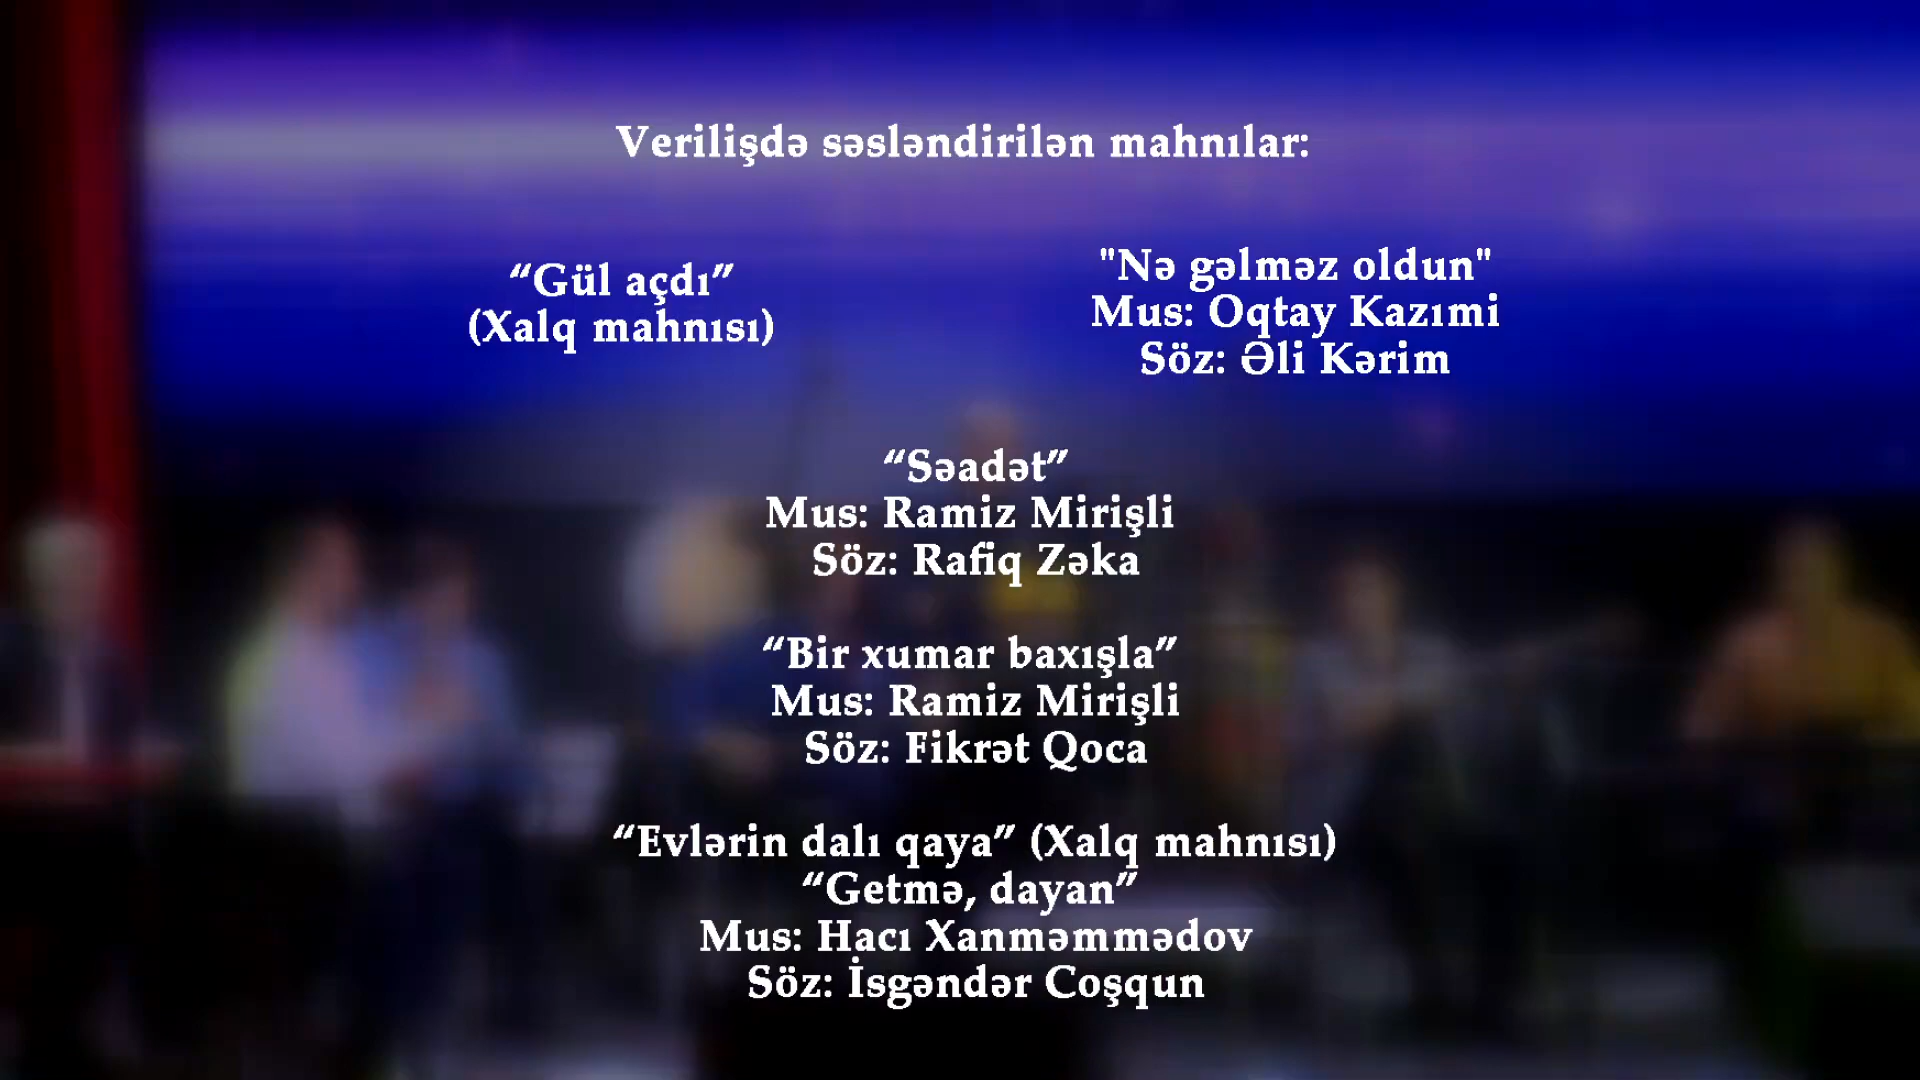 Verilişdə səsləndirilən mahnılar:
“Gül açdı”
(Xalq mahnısı)
"Nə gəlməz oldun"
Mus: Oqtay Kazımi
Söz: Əli Kərim
“Səadət”
Mus: Ramiz Mirişli
Söz: Rafiq Zəka
“Bir xumar baxışla”
Mus: Ramiz Mirişli
Söz: Fikrət Qoca
“Evlərin dalı qaya” (Xalq mahnısı)
“Getmə, dayan”
Mus: Hacı Xanməmmədov
Söz: İsgəndər Coşqun